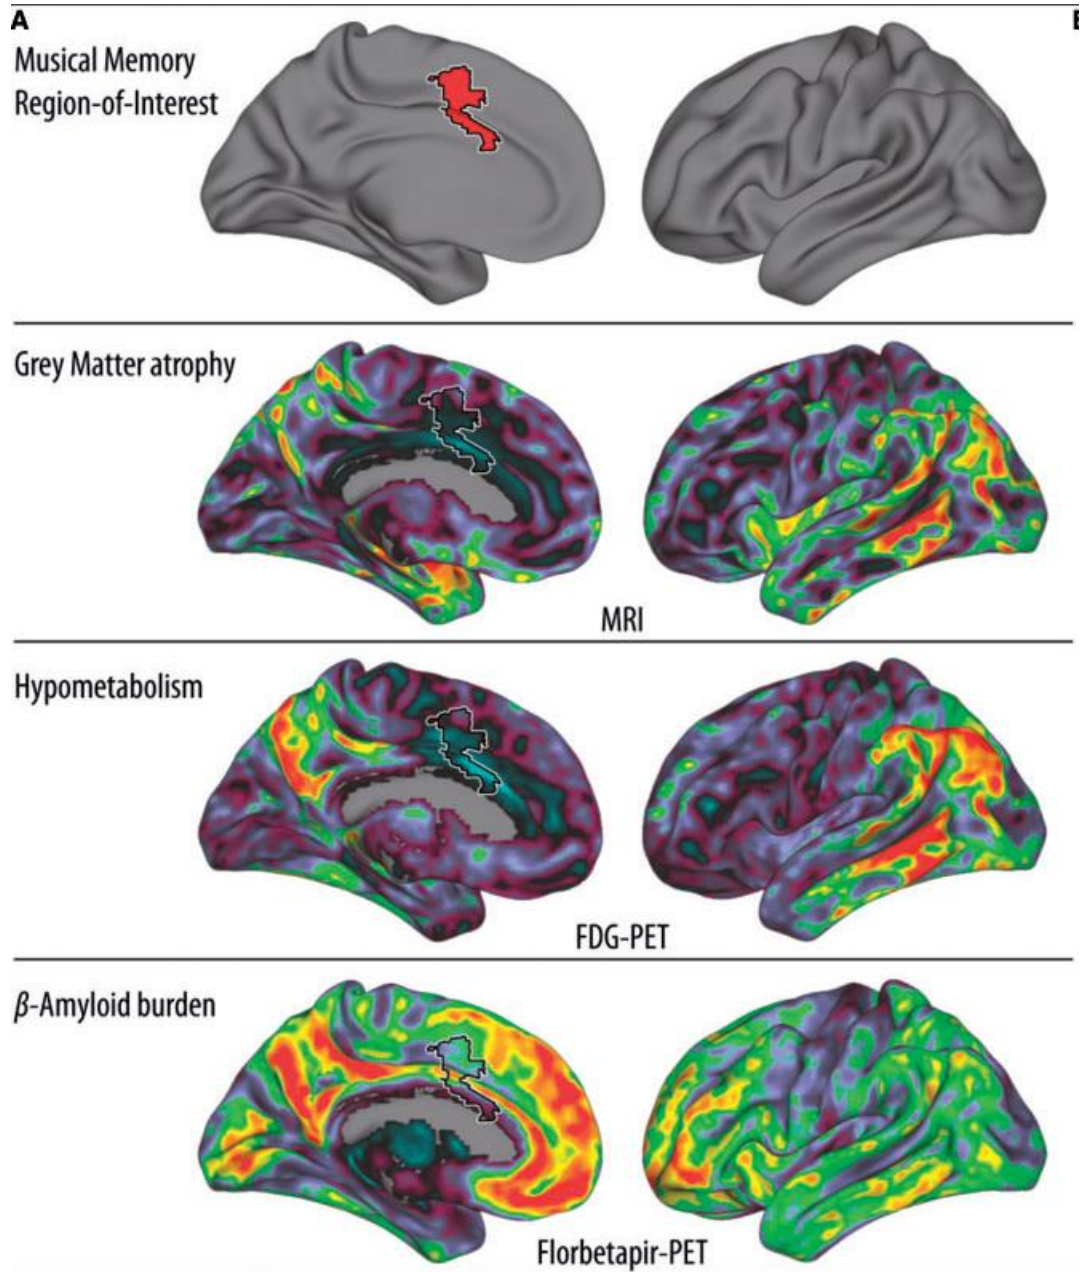 A
Musical Memory
Region-of-Interest
Grey Matter atrophy
MRI
Hypometabolism
FDG-PET
β-Amyloid burden
Florbetapir-PET